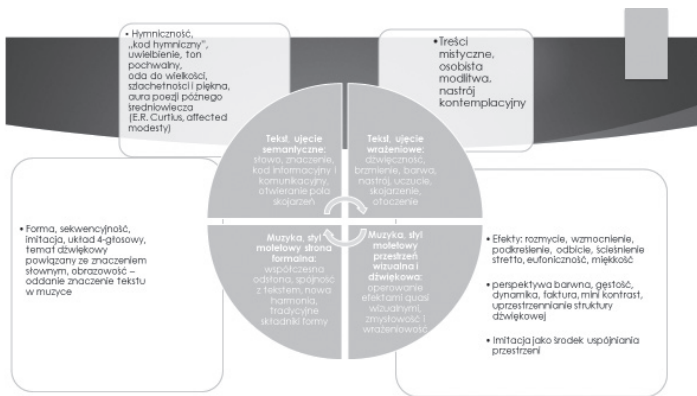 • Hymniczność,
„kod hymniczny",
uwielbienie, ton
pochwalny,
oda do wielkości,
szlachetności i piękna,
aura poezji późnego
średniowiecza
(E.R. Curtius, affected
modesty)
• Treści
mistyczne,
osobista
modlitwa,
nastrój
kontemplacyjny
Tekst, ujęcie
semantyczne:
słowo, znaczenie,
kod informacyjny i
komunikacyjny,
otwieranie pola
skojarzeń
Tekst, ujęcie
wrażeniowe:
dźwięczność,
brzmienie, barwa,
nastrój, uczucie,
skojarzenie,
otoczenie
• Forma, sekwencyjność,
imitacja, układ 4-głosowy,
temat dźwiękowy
powiązany ze znaczeniem
słownym, obrazowość –
oddanie znaczenie tekstu
w muzyce
Muzyka, styl
motetowy strona
formalna:
współczesna
odsłona, spójność
z tekstem, nowa
harmonia,
tradycyjne
składniki formy
Muzyka, styl
motetowy
przestrzeń
wizualna i
dźwiękowa:
operowanie
efektami quasi
wizualnymi,
zmysłowość i
wrażeniowość
• Efekty: rozmycie, wzmocnienie,
podkreślenie, odbicie, ścieśnienie
stretto, eufoniczność, miękkość
• perspektywa barwna, gęstość,
dynamika, faktura, mini kontrast,
uprzestrzennianie struktury
dźwiękowej
• Imitacja jako środek uspójniania
przestrzeni